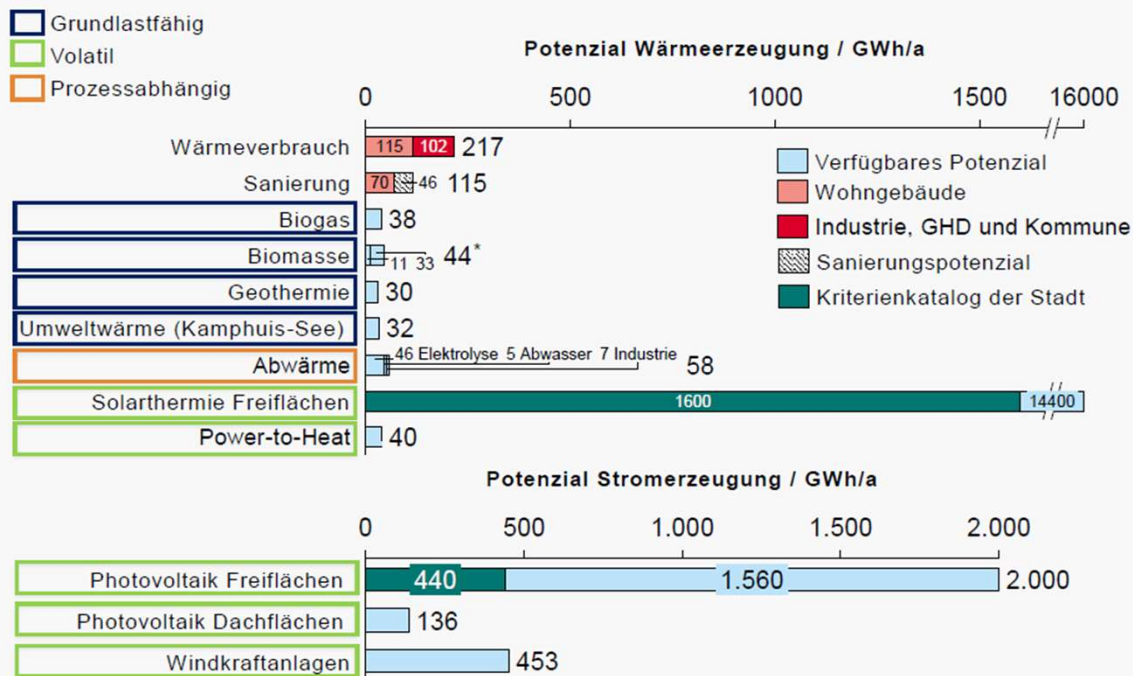 Grundlastfähig
Volatil
Prozessabhängig
Potenzial Wärmeerzeugung / GWh/a
0 500 1000 1500 16000
Wärmeverbrauch 115 102 217
Sanierung 70 46 115
Biogas 38
Biomasse 11 33 44*
Geothermie 30
Umweltwärme (Kamphuis-See) 32
Abwärme 46 Elektrolyse 5 Abwasser 7 Industrie 58
Solarthermie Freiflächen 1600 14400
Power-to-Heat 40
Verfügbares Potenzial
Wohngebäude
Industrie, GHD und Kommune
Sanierungspotenzial
Kriterienkatalog der Stadt
Potenzial Stromerzeugung / GWh/a
0 500 1.000 1.500 2.000
Photovoltaik Freiflächen 440 1.560 2.000
Photovoltaik Dachflächen 136
Windkraftanlagen 453